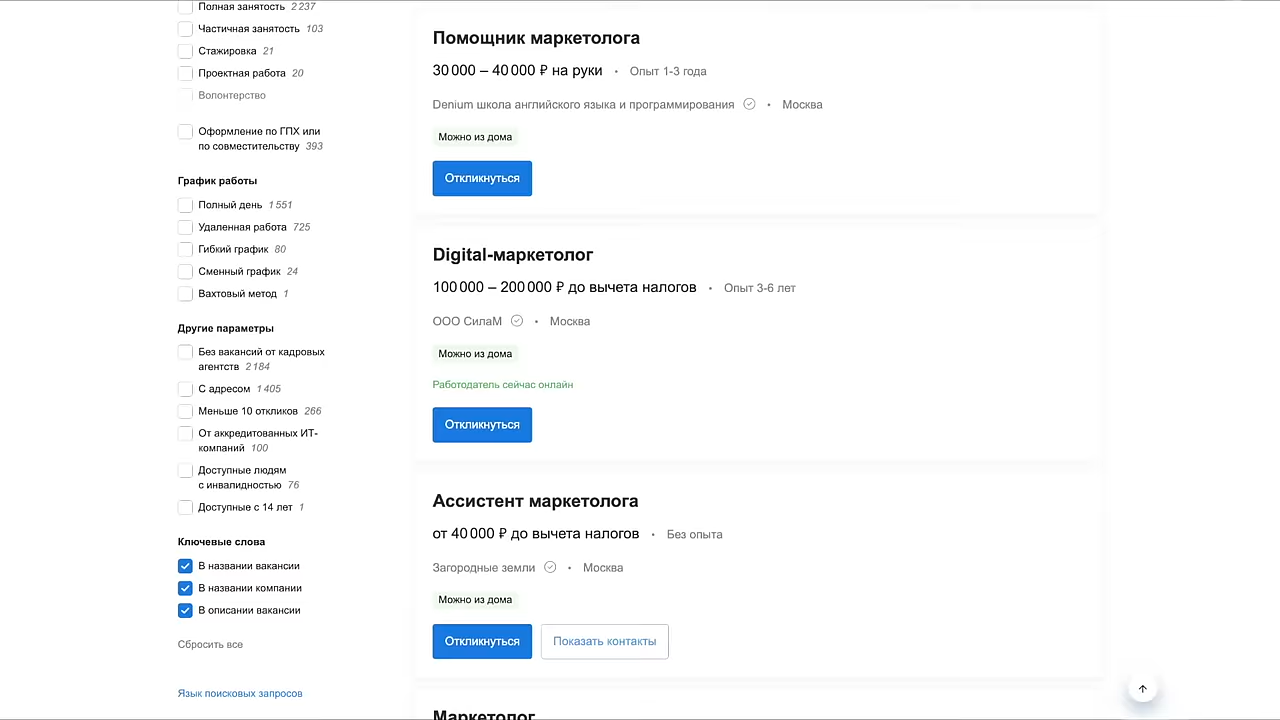 Полная занятость 2 237
Частичная занятость 103
Стажировка 21
Проектная работа 20
Волонтерство
Оформление по ГПХ или
по совместительству 393
График работы
Полный день 1 551
Удаленная работа 725
Гибкий график 80
Сменный график 24
Вахтовый метод 1
Другие параметры
Без вакансий от кадровых
агентств 2 184
С адресом 1 405
Меньше 10 откликов 266
От аккредитованных ИТ-
компаний 100
Доступные людям
с инвалидностью 76
Доступные с 14 лет 1
Ключевые слова
В названии вакансии
В названии компании
В описании вакансии
Сбросить все
Язык поисковых запросов
Помощник маркетолога
30 000 – 40 000 ₽ на руки • Опыт 1-3 года
Denium школа английского языка и программирования • Москва
Можно из дома
Откликнуться
Digital-маркетолог
100 000 – 200 000 ₽ до вычета налогов • Опыт 3-6 лет
ООО СилаМ • Москва
Можно из дома
Работодатель сейчас онлайн
Откликнуться
Ассистент маркетолога
от 40 000 ₽ до вычета налогов • Без опыта
Загородные земли • Москва
Можно из дома
Откликнуться Показать контакты
Маркетолог